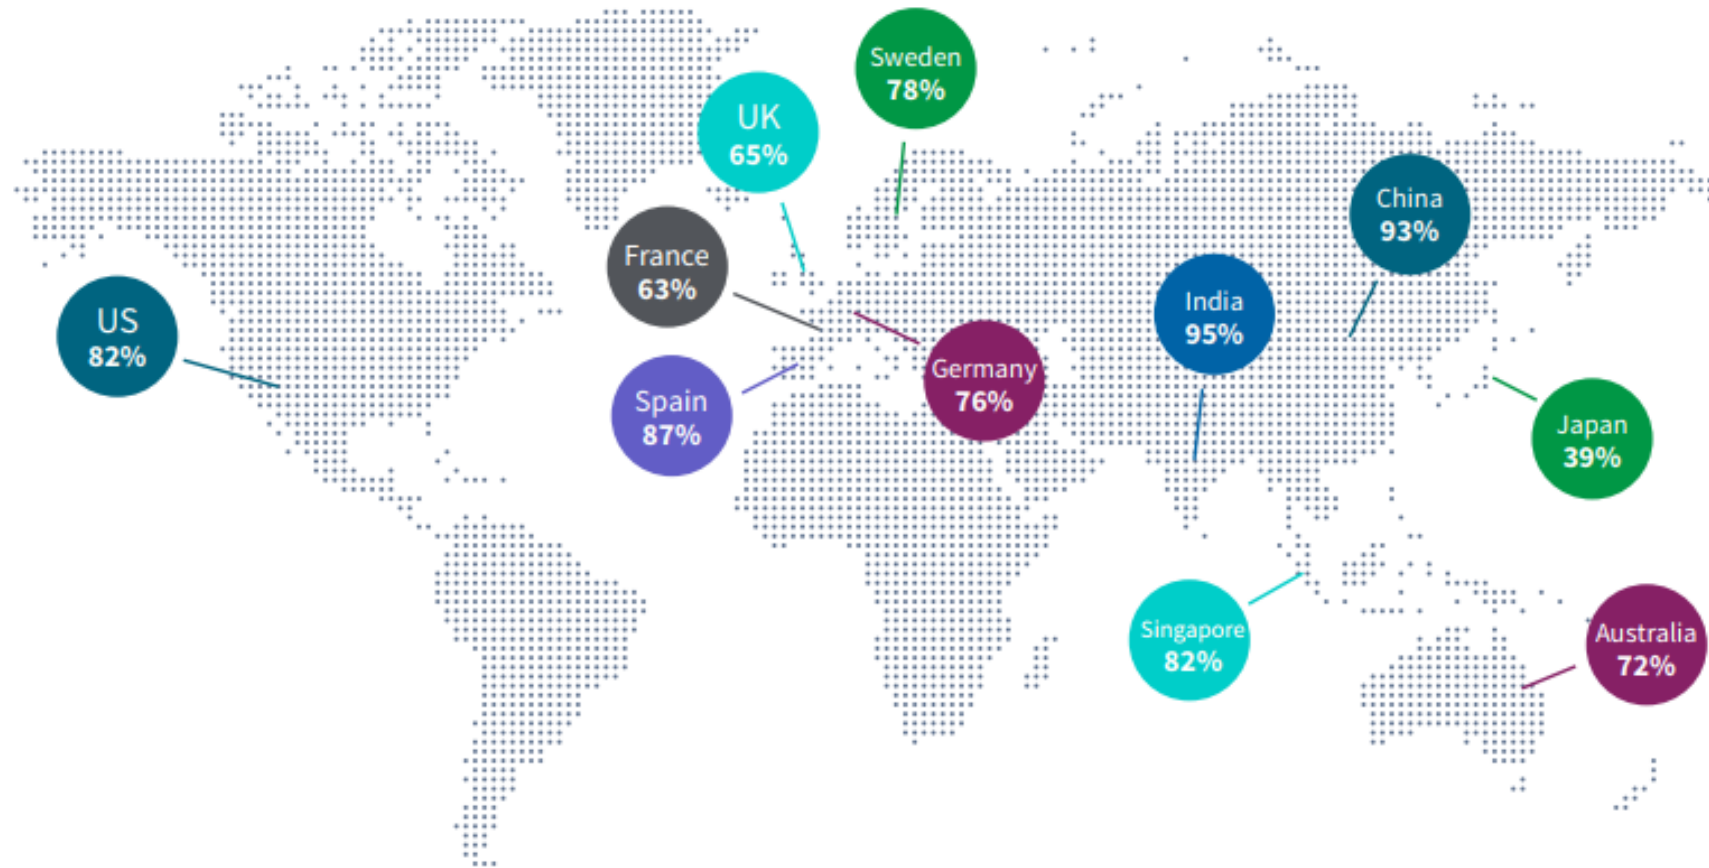 Sweden
78%
UK
65%
China
93%
France
63%
India
95%
US
82%
Germany
76%
Spain
87%
Japan
39%
Singapore
82%
Australia
72%